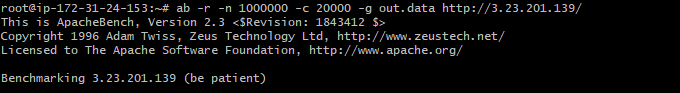 root@ip-172-31-24-153:~# ab -r -n 1000000 -c 20000 -g out.data http://3.23.201.139/
This is ApacheBench, Version 2.3 <$Revision: 1843412 $>
Copyright 1996 Adam Twiss, Zeus Technology Ltd, http://www.zeustech.net/
Licensed to The Apache Software Foundation, http://www.apache.org/

Benchmarking 3.23.201.139 (be patient)